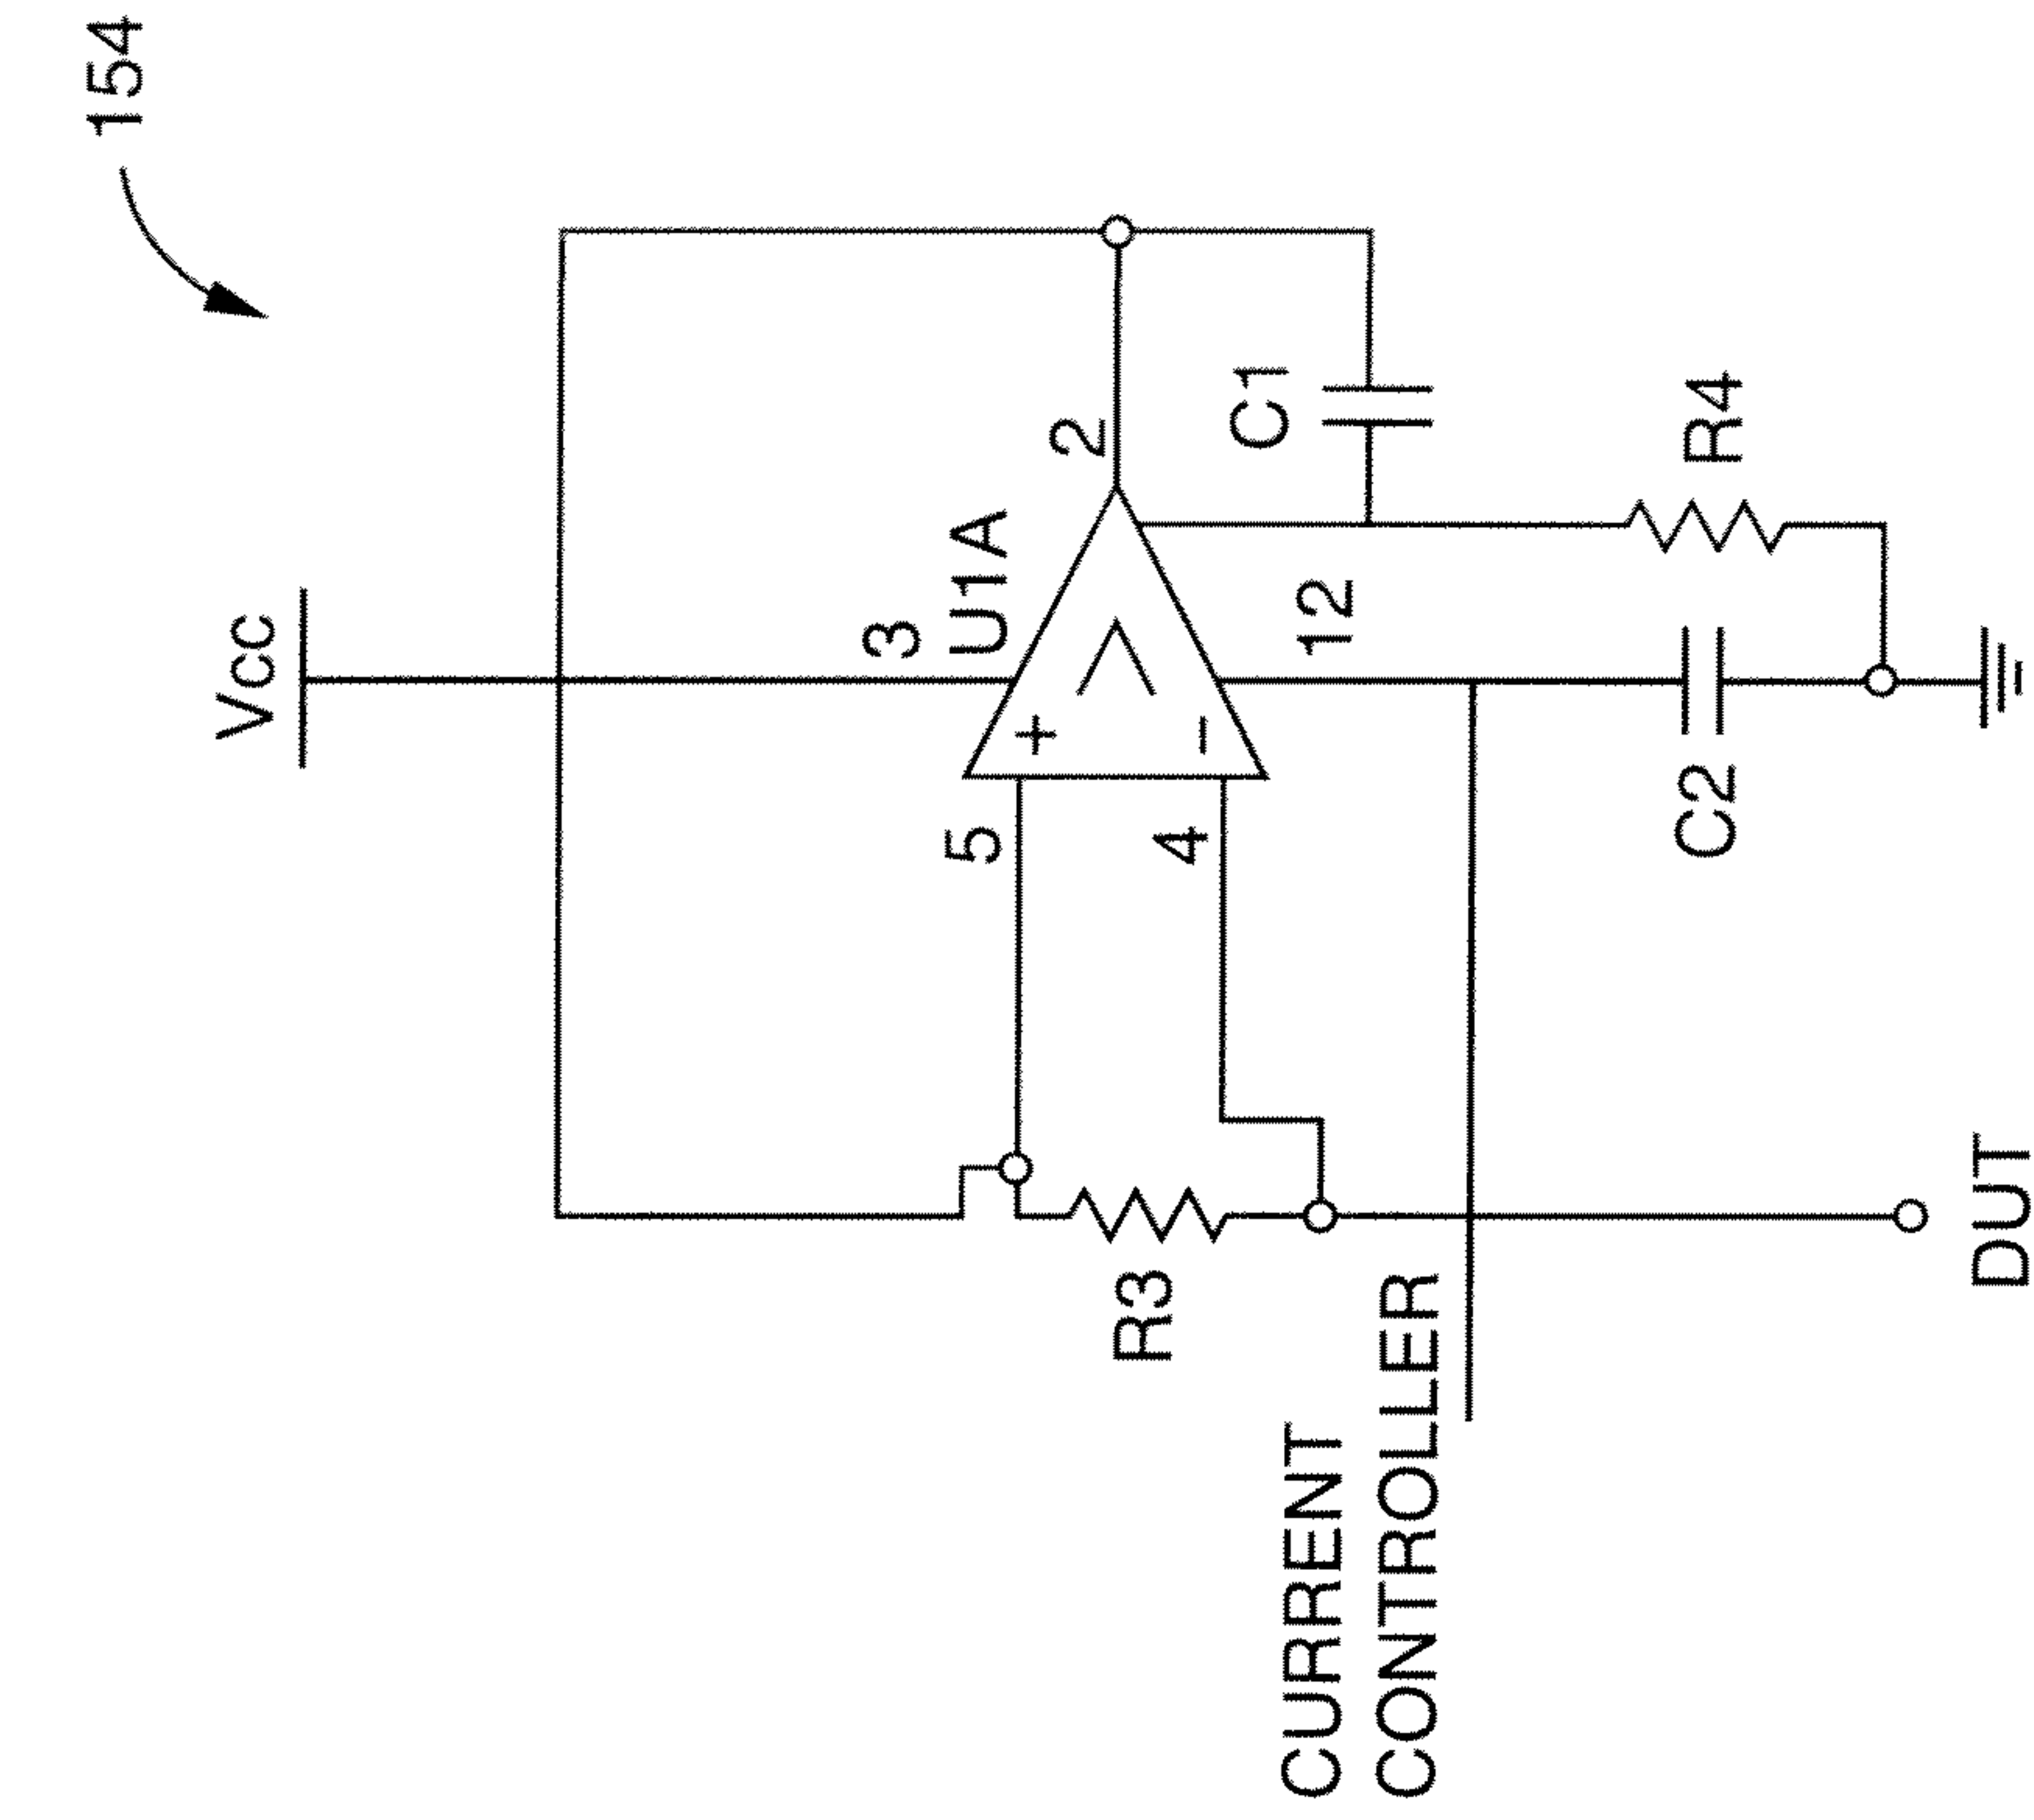 154
Vcc
3
U1A
2
5
4
12
C1
R4
C2
R3
CURRENT
CONTROLLER
DUT
+
−